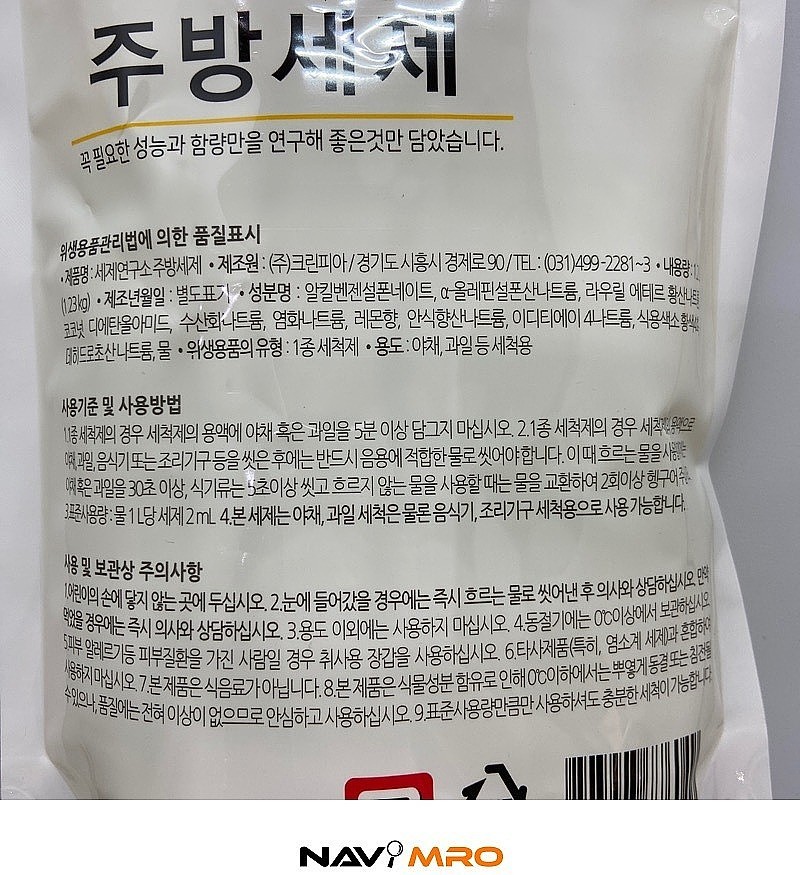 주방세제
꼭 필요한 성능과 함량만을 연구해 좋은것만 담았습니다.
위생용품관리법에 의한 품질표시
• 제품명 : 세제연구소 주방세제 • 제조원 : (주)크린피아 / 경기도 시흥시 경제로 90 / TEL : (031)499-2281~3 • 내용량 :
(1.23kg) • 제조년월일 : 별도표기 • 성분명 : 알킬벤젠설폰네이트, α-올레핀설폰산나트륨, 라우릴 에테르 황산나트륨
코코넛 디에탄올아미드, 수산화나트륨, 염화나트륨, 레몬향, 안식향산나트륨, 이디티에이 4나트륨, 식용색소
데히드로초산 나트륨, 물 • 위생용품의 유형 : 1종 세척제 • 용도 : 야채, 과일 등 세척용
사용기준 및 사용방법
1.1종 세척제의 경우 세척제의 용액에 야채 혹은 과일을 5분 이상 담그지 마십시오. 2.1종 세척제의 경우 세척제의 용액으로
야채, 과일, 음식기 또는 조리기구 등을 씻은 후에는 반드시 음용에 적합한 물로 씻어야 합니다. 이 때 흐르는 물을
야채 혹은 과일을 30초 이상, 식기류는 5초이상 씻고 흐르지 않는 물을 사용할 때는 물을 교환하여 2회이상 헹구어
3.표준사용량 : 물 1L당 세제 2mL 4.본 세제는 야채, 과일 세척은 물론 음식기, 조리기구 세척용으로 사용 가능합니다.
사용 및 보관상 주의사항
1.어린이의 손에 닿지 않는 곳에 두십시오. 2.눈에 들어갔을 경우에는 즉시 흐르는 물로 씻어낸 후 의사와 상담하십시오. 만약
먹었을 경우에는 즉시 의사와 상담하십시오. 3.용도 이외에는 사용하지 마십시오. 4.동절기에는 0℃이상에서 보관하십시오.
5.피부 알레르기등 피부질환을 가진 사람일 경우 취사용 장갑을 사용하십시오. 6.타사제품(특히, 염소계 세제)과 혼합하여
사용하지 마십시오. 7.본 제품은 식음료가 아닙니다. 8.본 제품은 식물성분 함유로 인해 0℃이하에서는 뿌옇게 동결 또는 침전될
수 있으나, 품질에는 전혀 이상이 없으므로 안심하고 사용하십시오. 9.표준사용량만큼만 사용하셔도 충분한 세척이 가능합니다.
NAVI MRO